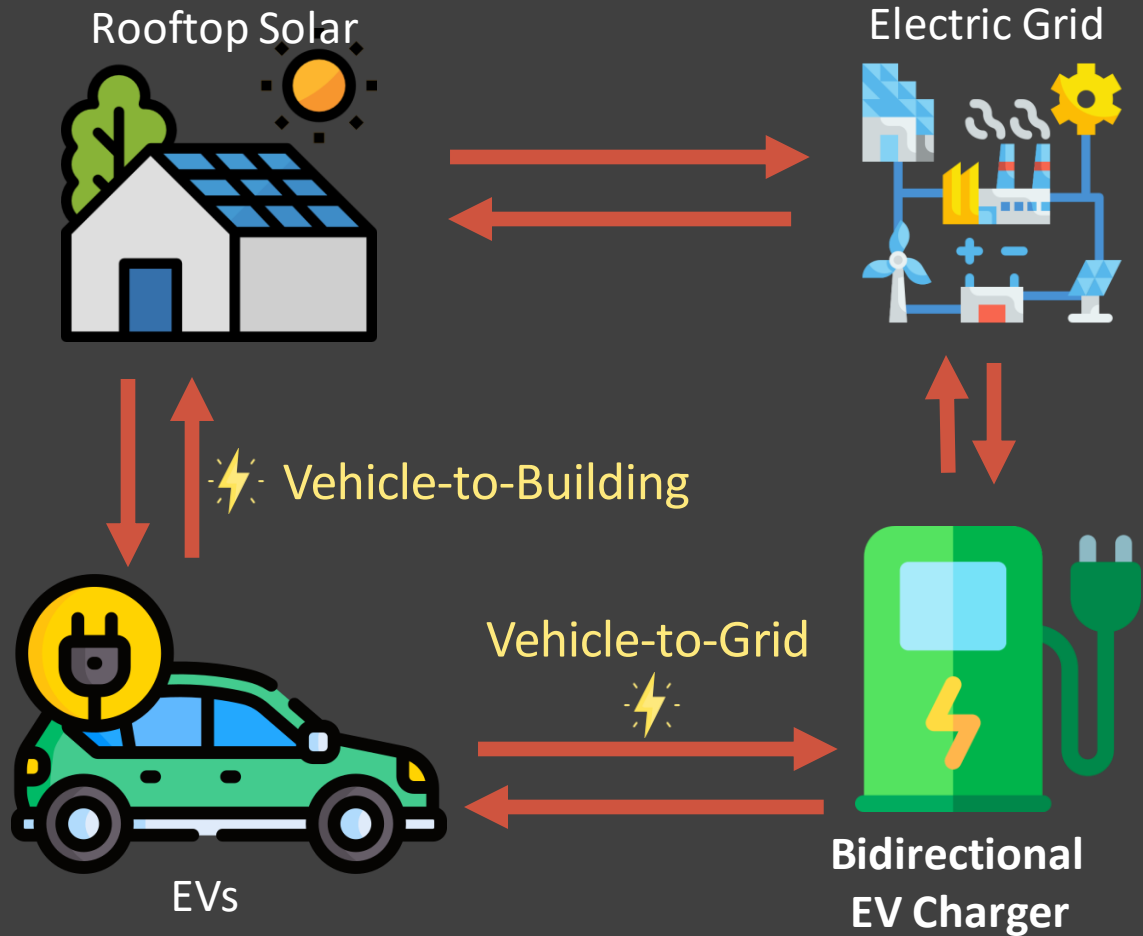 Rooftop Solar
Electric Grid
Vehicle-to-Building
Vehicle-to-Grid
EVs
Bidirectional
EV Charger